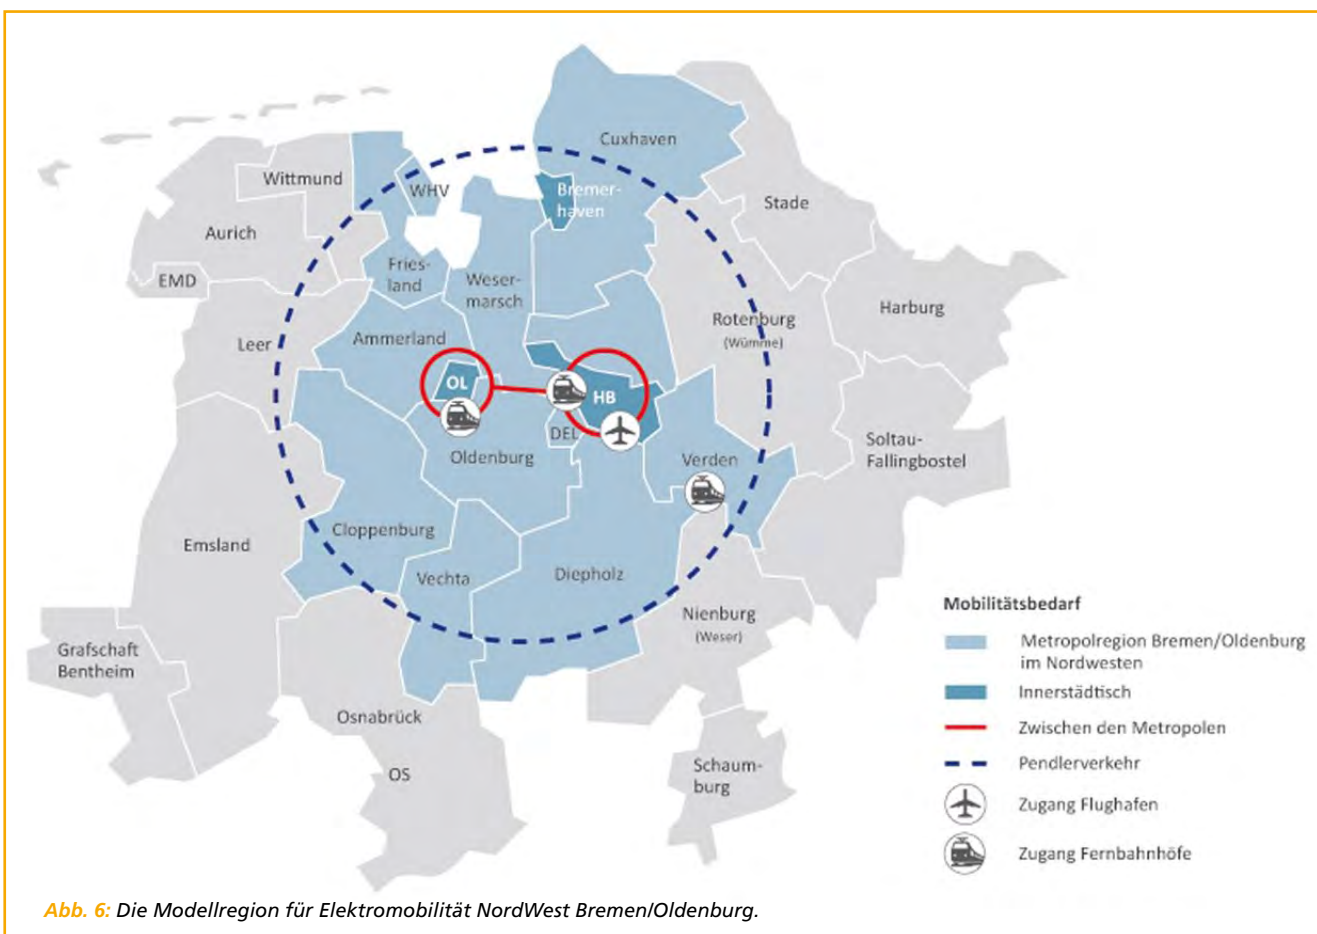 Cuxhaven
Wittmund
WHV
Bremer-
haven
Stade
Aurich
Fries-
land
Weser-
marsch
EMD
Harburg
Rotenburg
(Wümme)
Leer
Ammerland
OL
HB
DEL
Oldenburg
Verden
Soltau-
Fallingbostel
Cloppenburg
Emsland
Vechta
Diepholz
Nienburg
(Weser)
Grafschaft
Bentheim
Osnabrück
OS
Schaum-
burg
Mobilitätsbedarf
Metropolregion Bremen/Oldenburg
im Nordwesten
Innerstädtisch
Zwischen den Metropolen
Pendlerverkehr
Zugang Flughafen
Zugang Fernbahnhöfe
Abb. 6: Die Modellregion für Elektromobilität NordWest Bremen/Oldenburg.